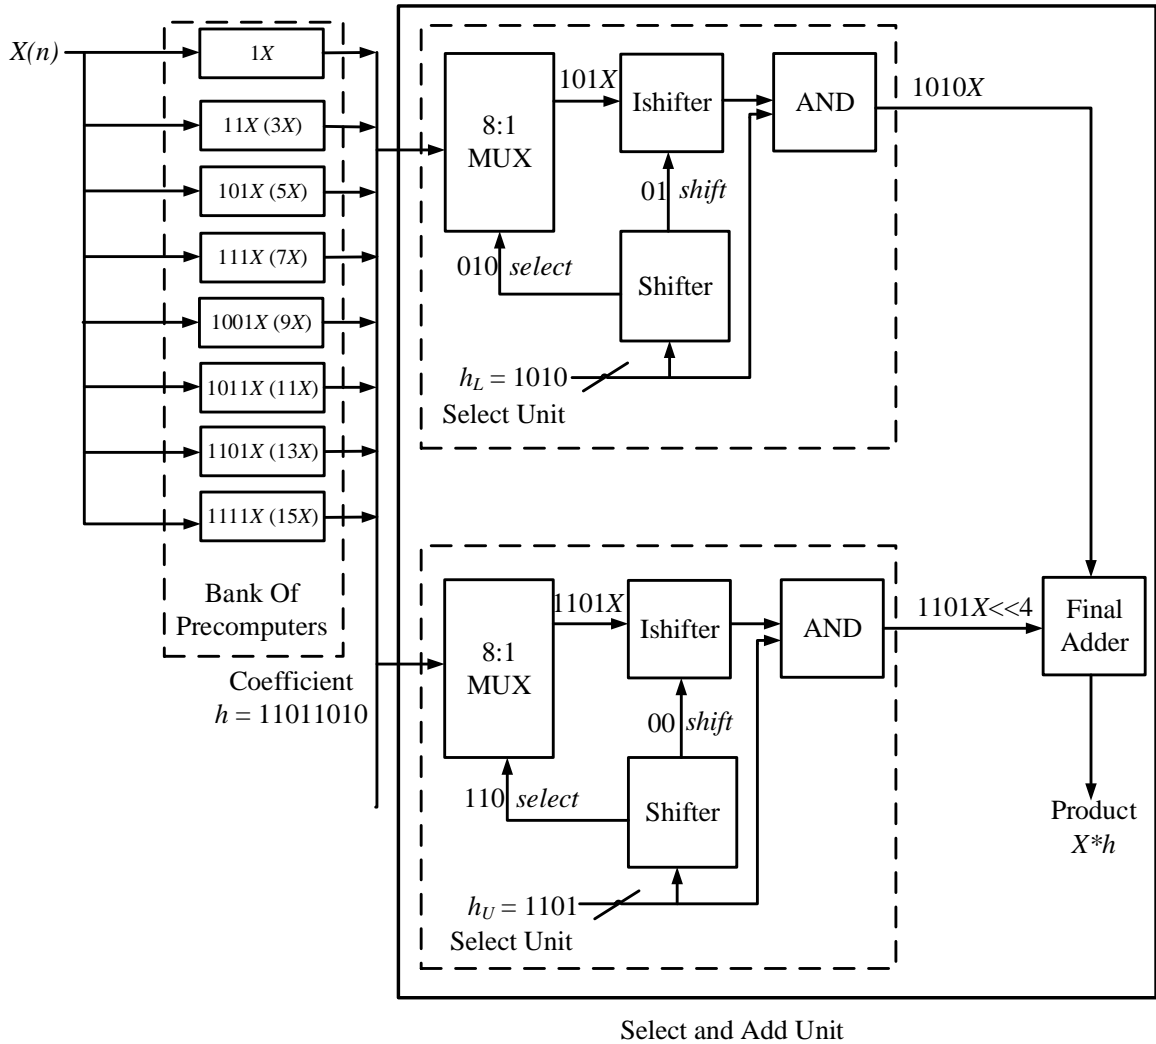 X(n)
1X
11X (3X)
101X (5X)
111X (7X)
1001X (9X)
1011X (11X)
1101X (13X)
1111X (15X)
Bank Of
Precomputers
Coefficient
h = 11011010
8:1
MUX
101X
Ishifter
AND
1010X
01 shift
010 select
Shifter
h_L = 1010
Select Unit
8:1
MUX
1101X
Ishifter
AND
1101X<<4
Final
Adder
00 shift
110 select
Shifter
h_U = 1101
Select Unit
Product
X*h
Select and Add Unit